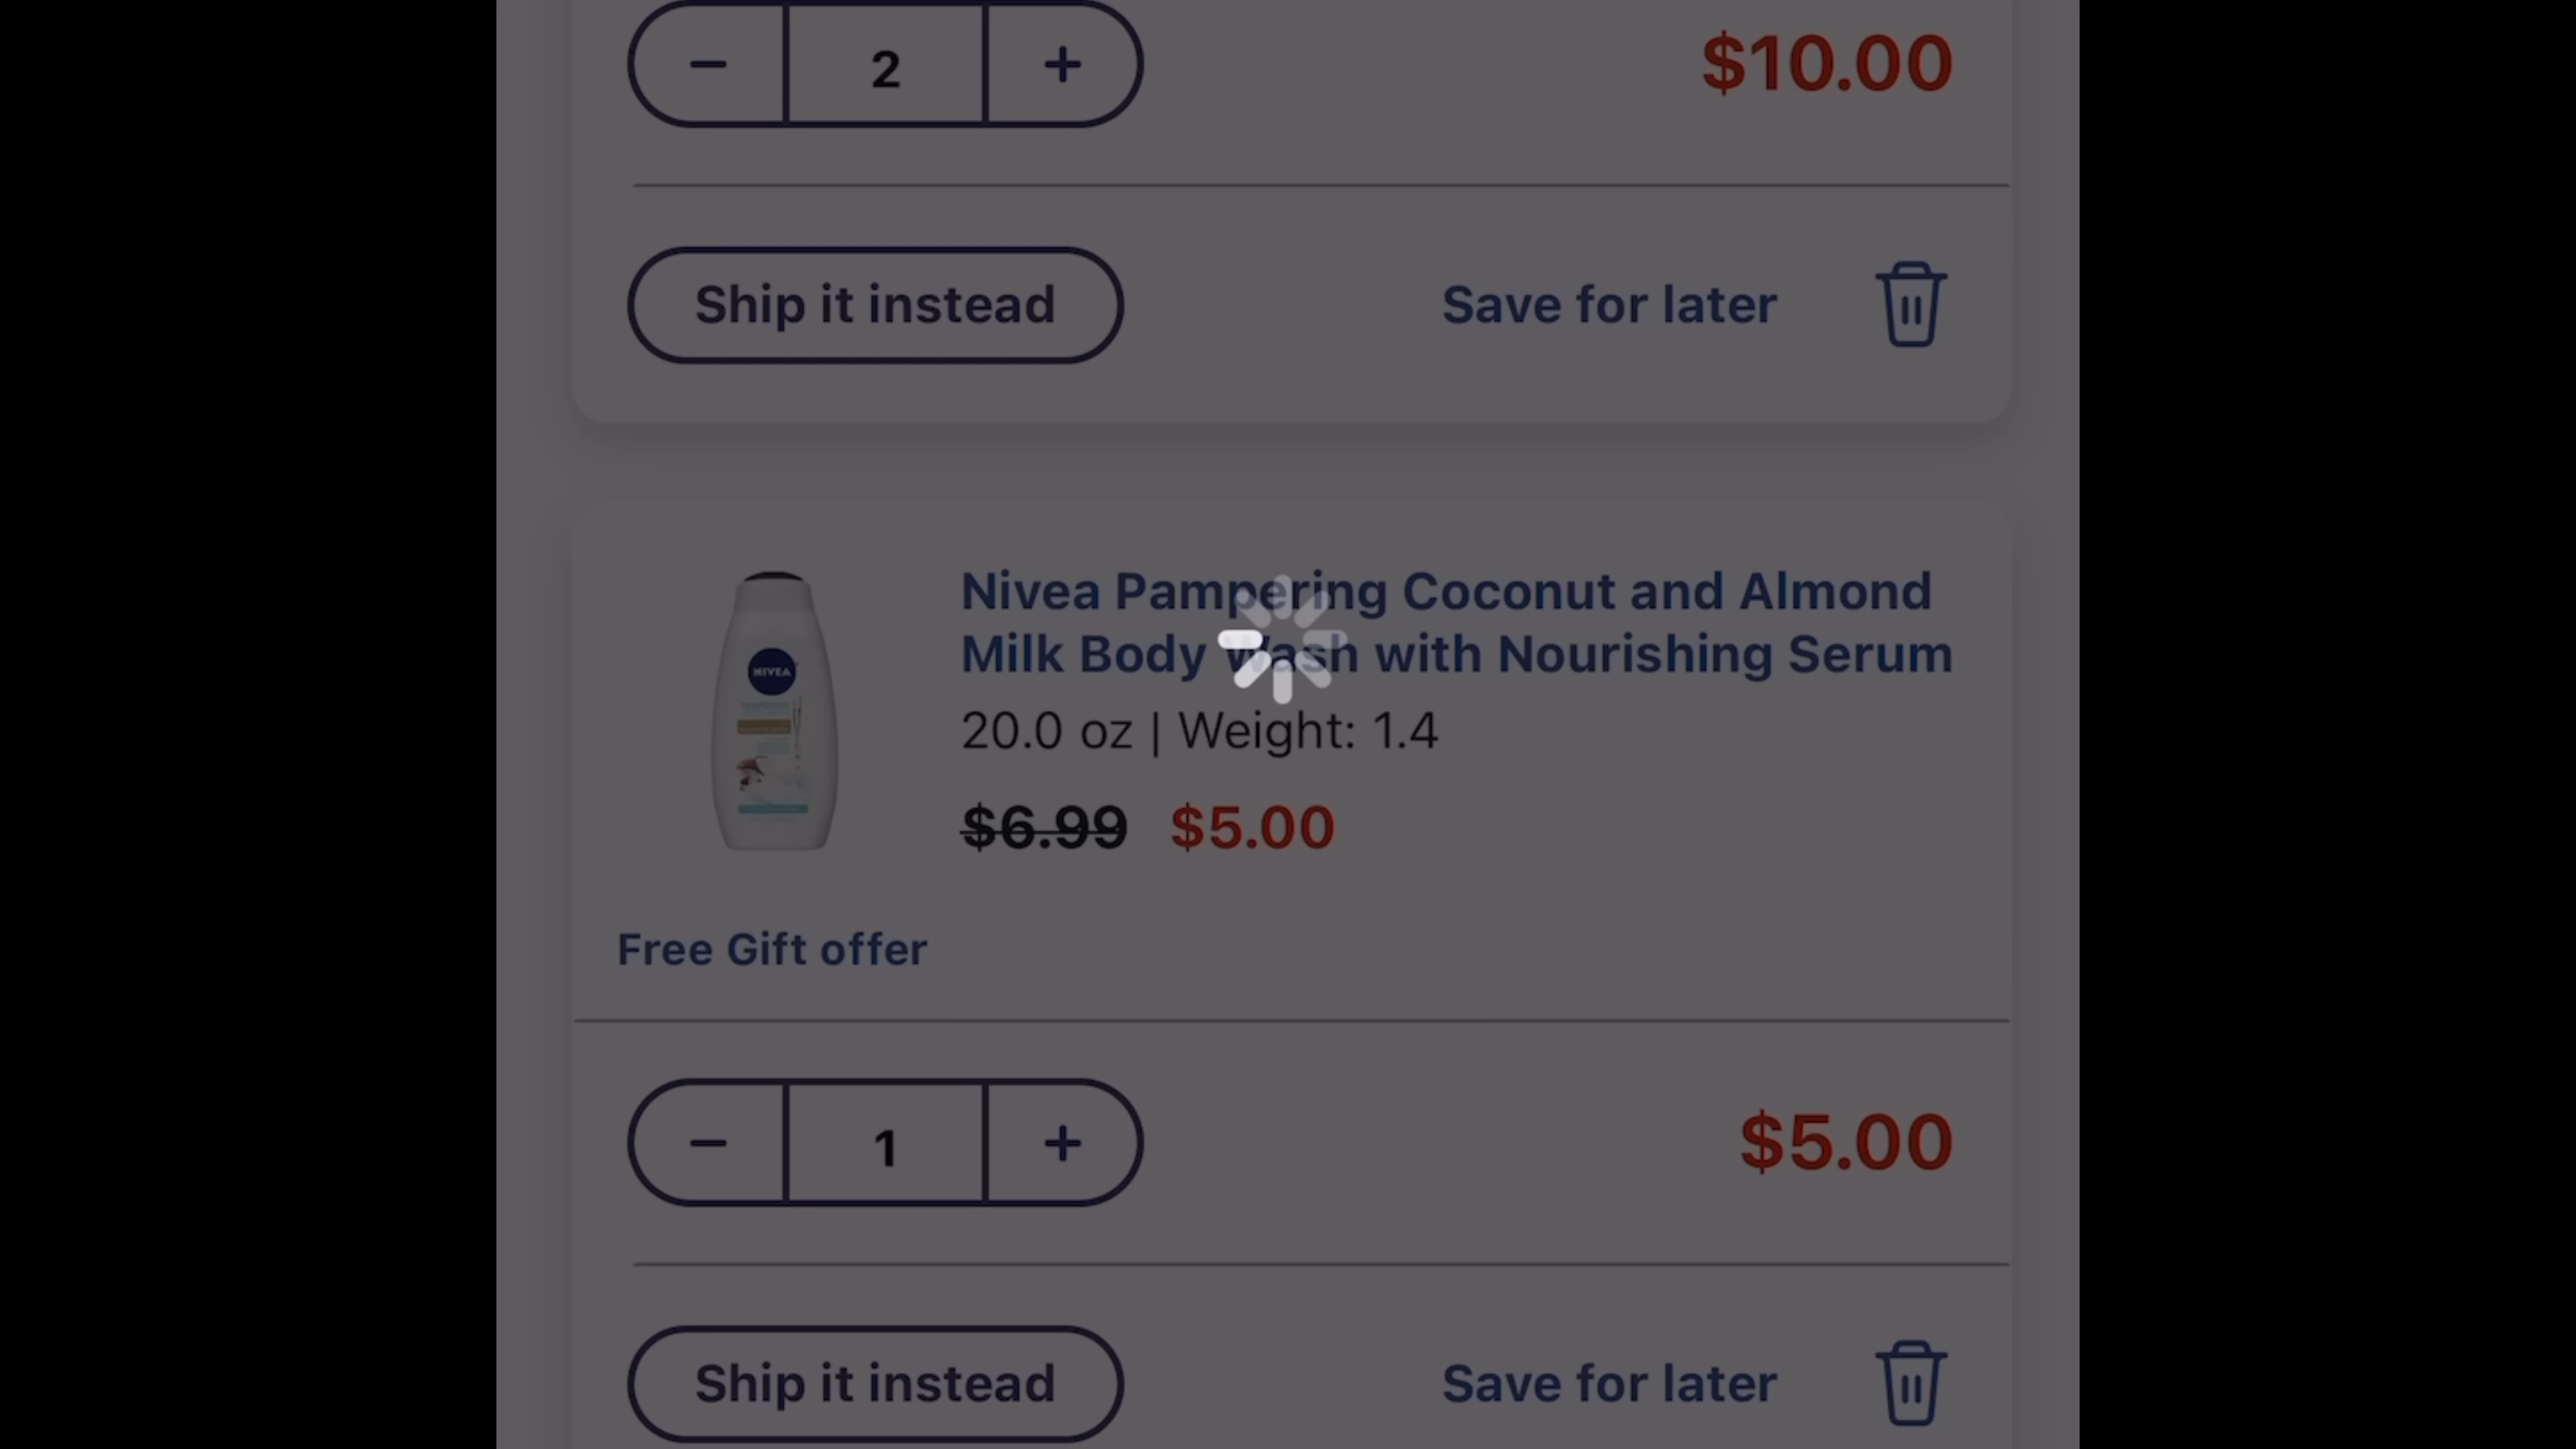 2
$10.00
Ship it instead
Save for later
Nivea Pampering Coconut and Almond
Milk Body Wash with Nourishing Serum
NIVEA
20.0 oz | Weight: 1.4
$6.99 $5.00
Free Gift offer
1
$5.00
Ship it instead
Save for later